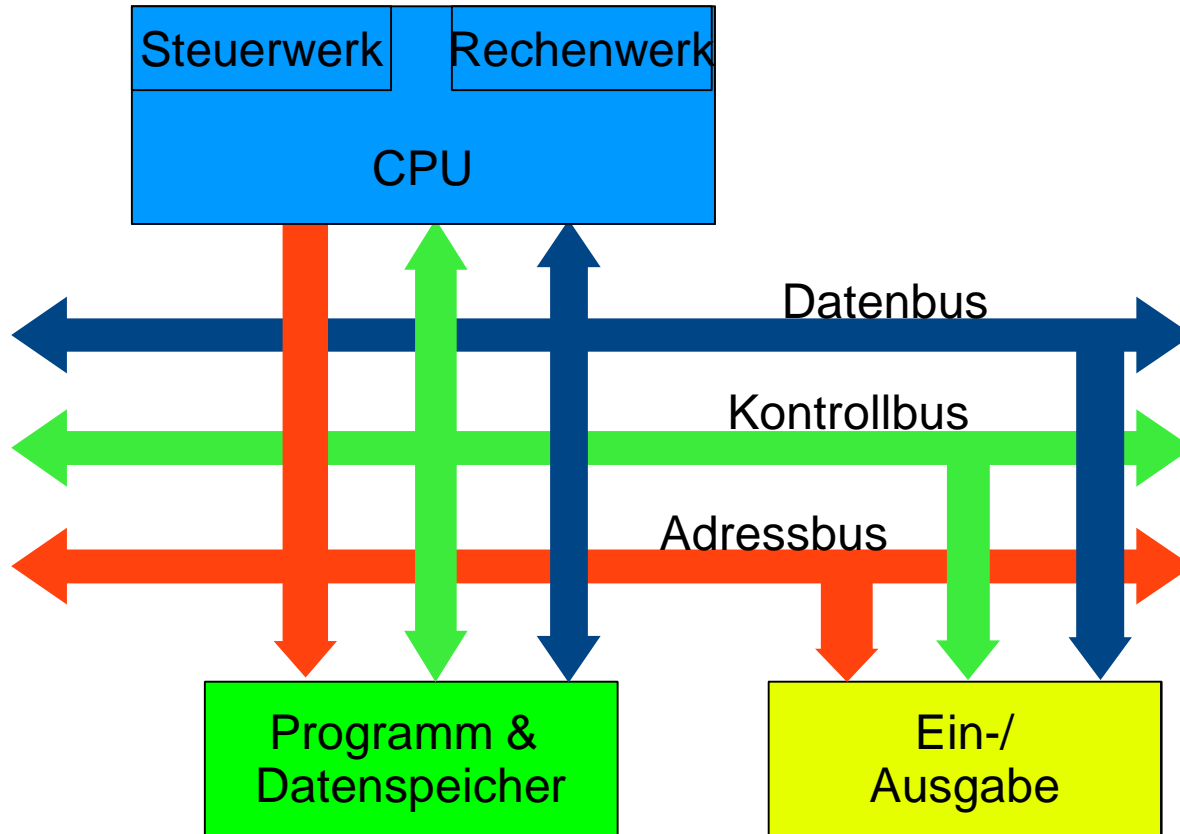 Steuerwerk
Rechenwerk
CPU
Datenbus
Kontrollbus
Adressbus
Programm &
Datenspeicher
Ein-/
Ausgabe